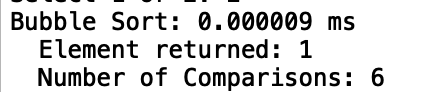 Bubble Sort: 0.000009 ms
Element returned: 1
Number of Comparisons: 6